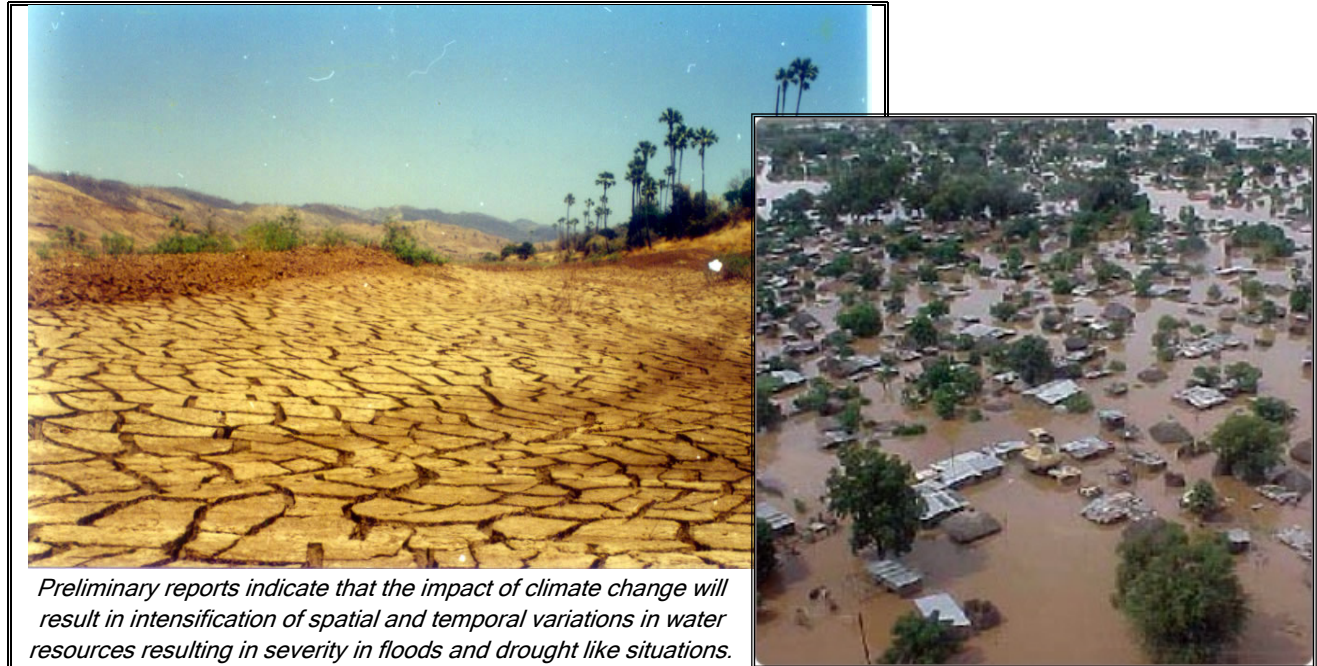 Preliminary reports indicate that the impact of climate change will
result in intensification of spatial and temporal variations in water
resources resulting in severity in floods and drought like situations.